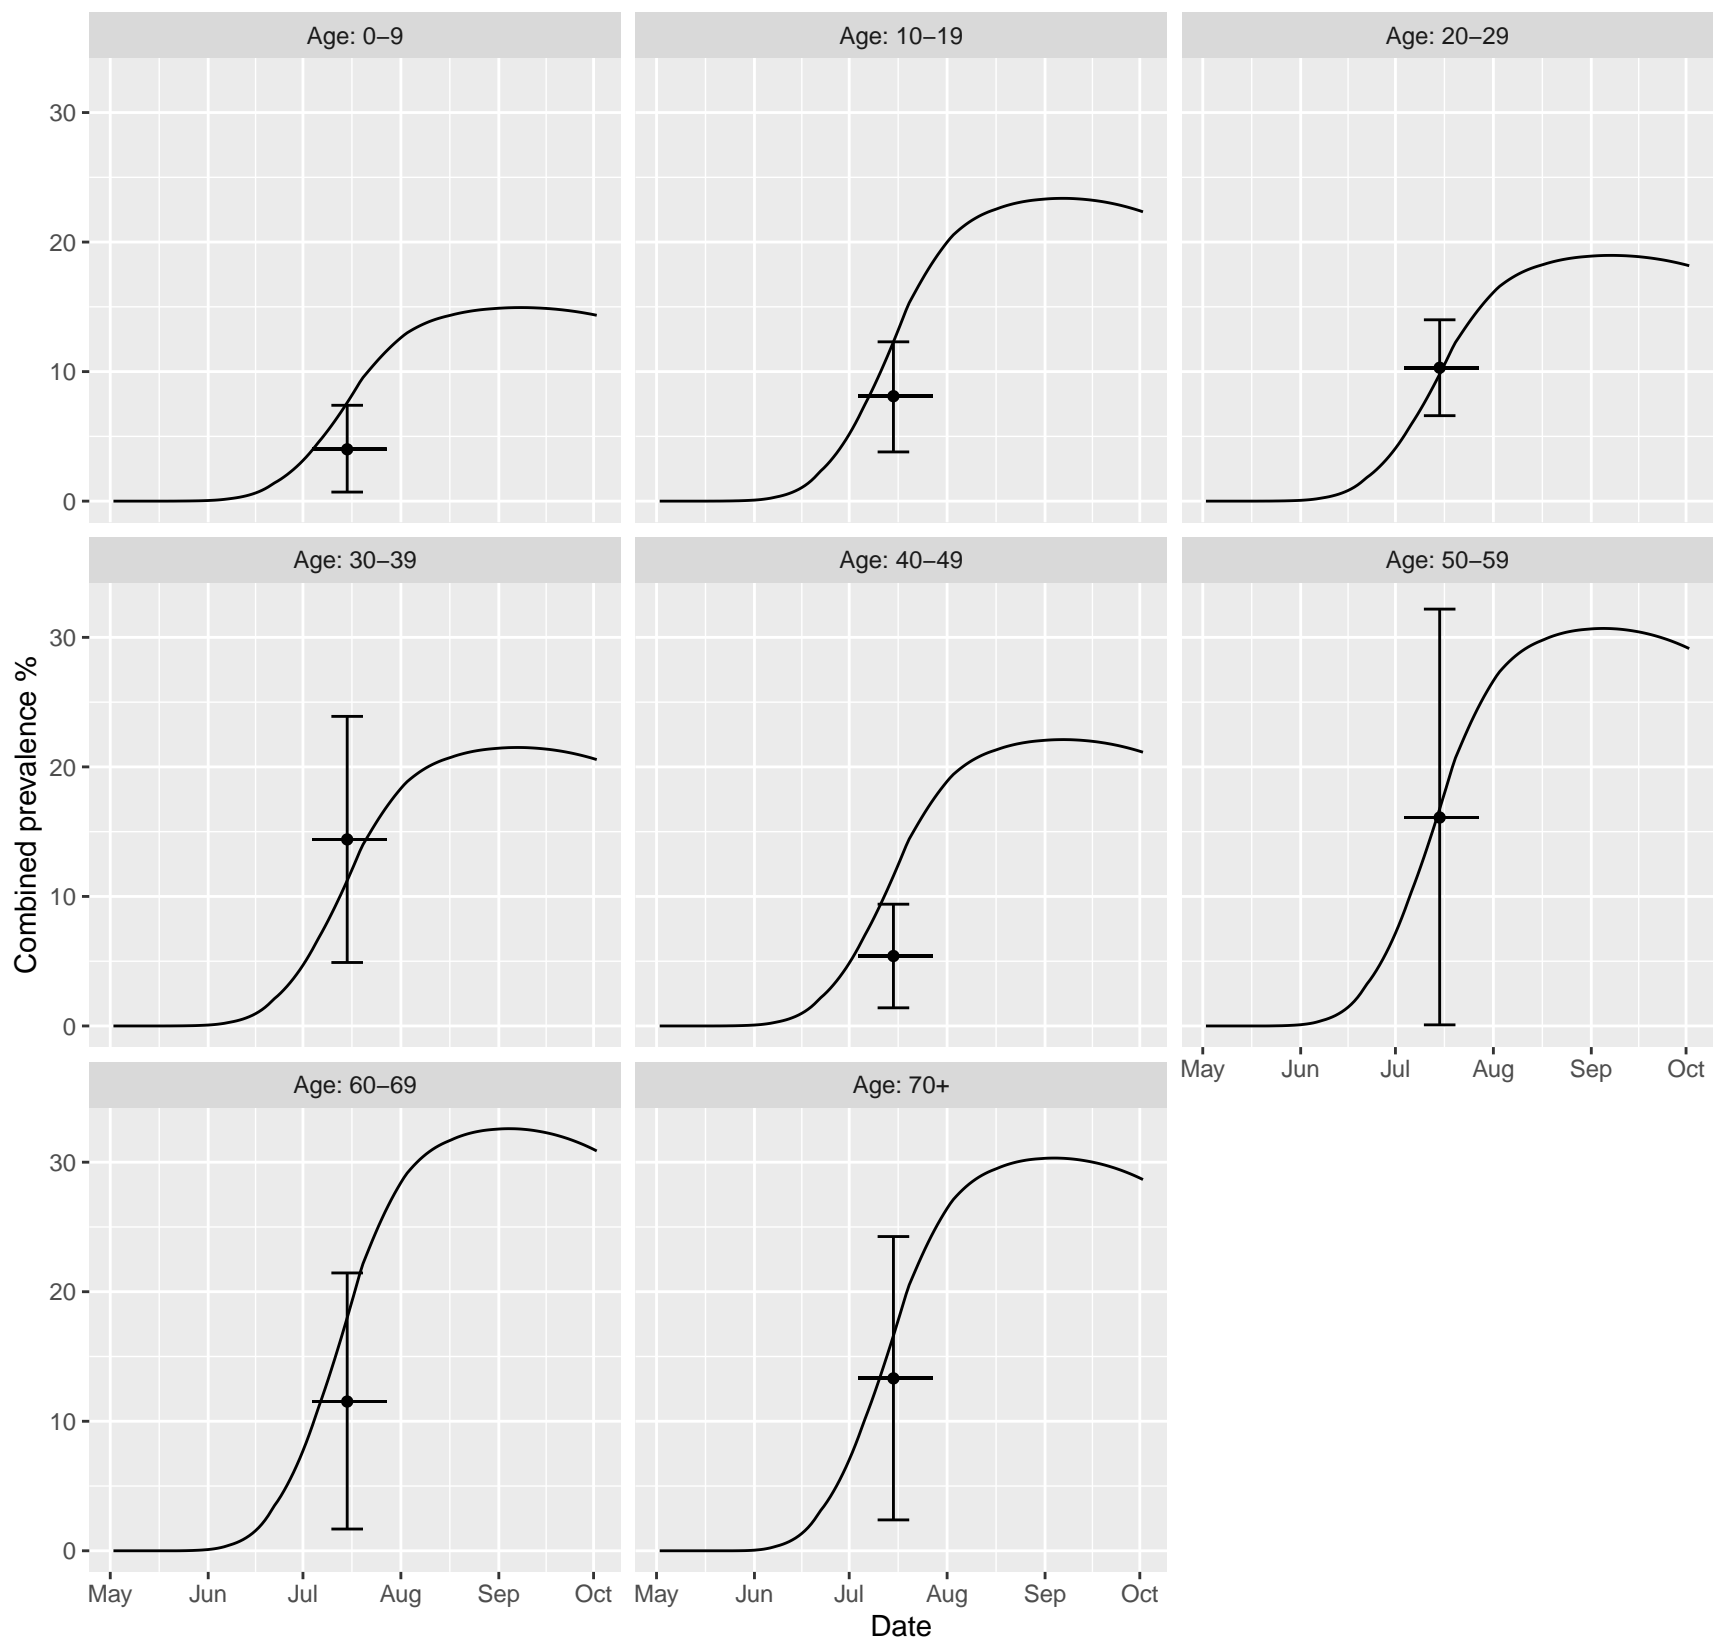 Age: 0–9
Age: 10–19
Age: 20–29
30
20
10
0
Age: 30–39
Age: 40–49
Age: 50–59
30
20
10
0
May Jun Jul Aug Sep Oct
Age: 60–69
Age: 70+
30
20
10
0
May Jun Jul Aug Sep Oct
May Jun Jul Aug Sep Oct
Combined prevalence %
Date